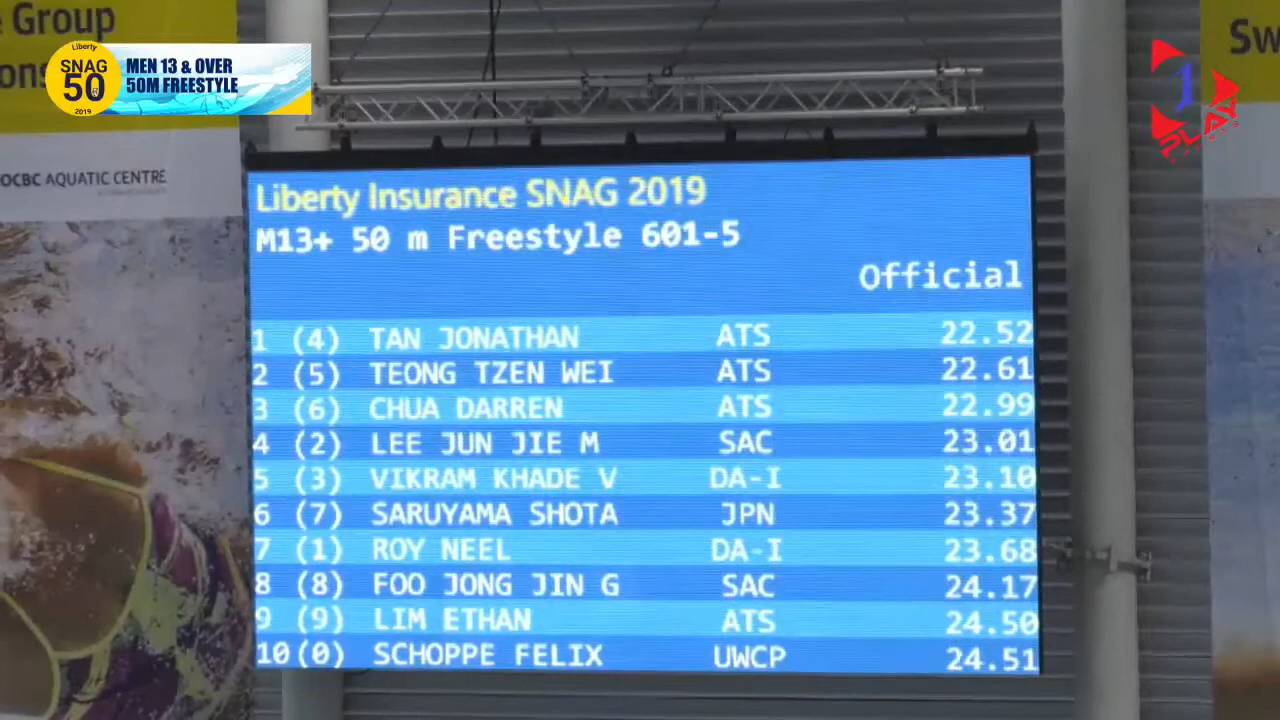 Group
Sw
Liberty
SNAG
50
2019
MEN 13 & OVER
50M FREESTYLE
1
PLAY
OCBC AQUATIC CENTRE
Liberty Insurance SNAG 2019
M13+ 50 m Freestyle 601-5
Official
1 (4) TAN JONATHAN ATS 22.52
2 (5) TEONG TZEN WEI ATS 22.61
3 (6) CHUA DARREN ATS 22.99
4 (2) LEE JUN JIE M SAC 23.01
5 (3) VIKRAM KHADE V DA-I 23.10
6 (7) SARUYAMA SHOTA JPN 23.37
7 (1) ROY NEEL DA-I 23.68
8 (8) FOO JONG JIN G SAC 24.17
9 (9) LIM ETHAN ATS 24.50
10 (0) SCHOPPE FELIX UWCP 24.51